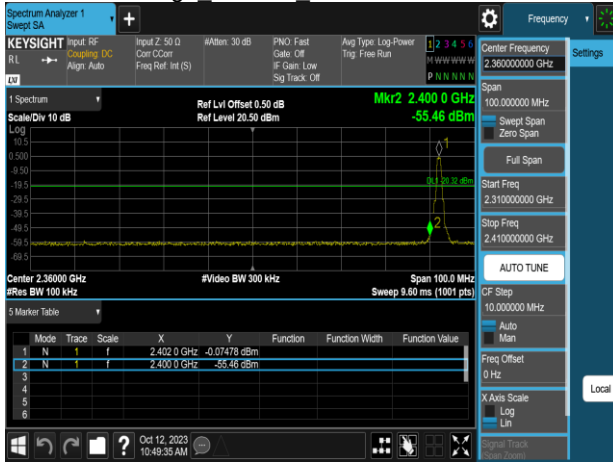 Spectrum Analyzer 1
Swept SA
Frequency
KEYSIGHT Input: RF
RL Coupling: DC
Align: Auto
LXI
Input Z: 50 Ω
Corr CCorr
Freq Ref: Int (S)
#Atten: 30 dB
PNO: Fast
Gate: Off
IF Gain: Low
Sig Track: Off
Avg Type: Log-Power
Trig: Free Run
1 2 3 4 5 6
M W W W W W
P N N N N N
1 Spectrum
Scale/Div 10 dB
Ref Lvl Offset 0.50 dB
Ref Level 20.50 dBm
Mkr2 2.400 0 GHz
-55.46 dBm
Log
10.5
0.500
-9.50
-19.5
-29.5
-39.5
-49.5
-59.5
-69.5
1
DL1 -20.32 dBm
2
Center 2.36000 GHz
#Video BW 300 kHz
Span 100.0 MHz
#Res BW 100 kHz
Sweep 9.60 ms (1001 pts)
5 Marker Table
Mode Trace Scale X Y Function Function Width Function Value
1 N 1 f 2.402 0 GHz -0.07478 dBm
2 N 1 f 2.400 0 GHz -55.46 dBm
3
4
5
6
Oct 12, 2023
10:49:35 AM
Center Frequency
2.360000000 GHz
Span
100.000000 MHz
Swept Span
Zero Span
Full Span
Start Freq
2.310000000 GHz
Stop Freq
2.410000000 GHz
AUTO TUNE
CF Step
10.000000 MHz
Auto
Man
Freq Offset
0 Hz
X Axis Scale
Log
Lin
Signal Track
(Span Zoom)
Settings
Local